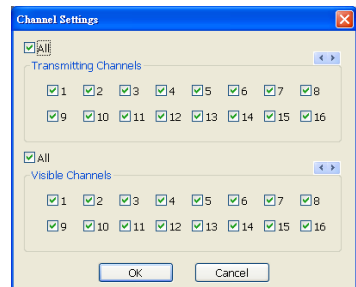 Channel Settings
All
Transmitting Channels
1 2 3 4 5 6 7 8
9 10 11 12 13 14 15 16
All
Visible Channels
1 2 3 4 5 6 7 8
9 10 11 12 13 14 15 16
OK Cancel